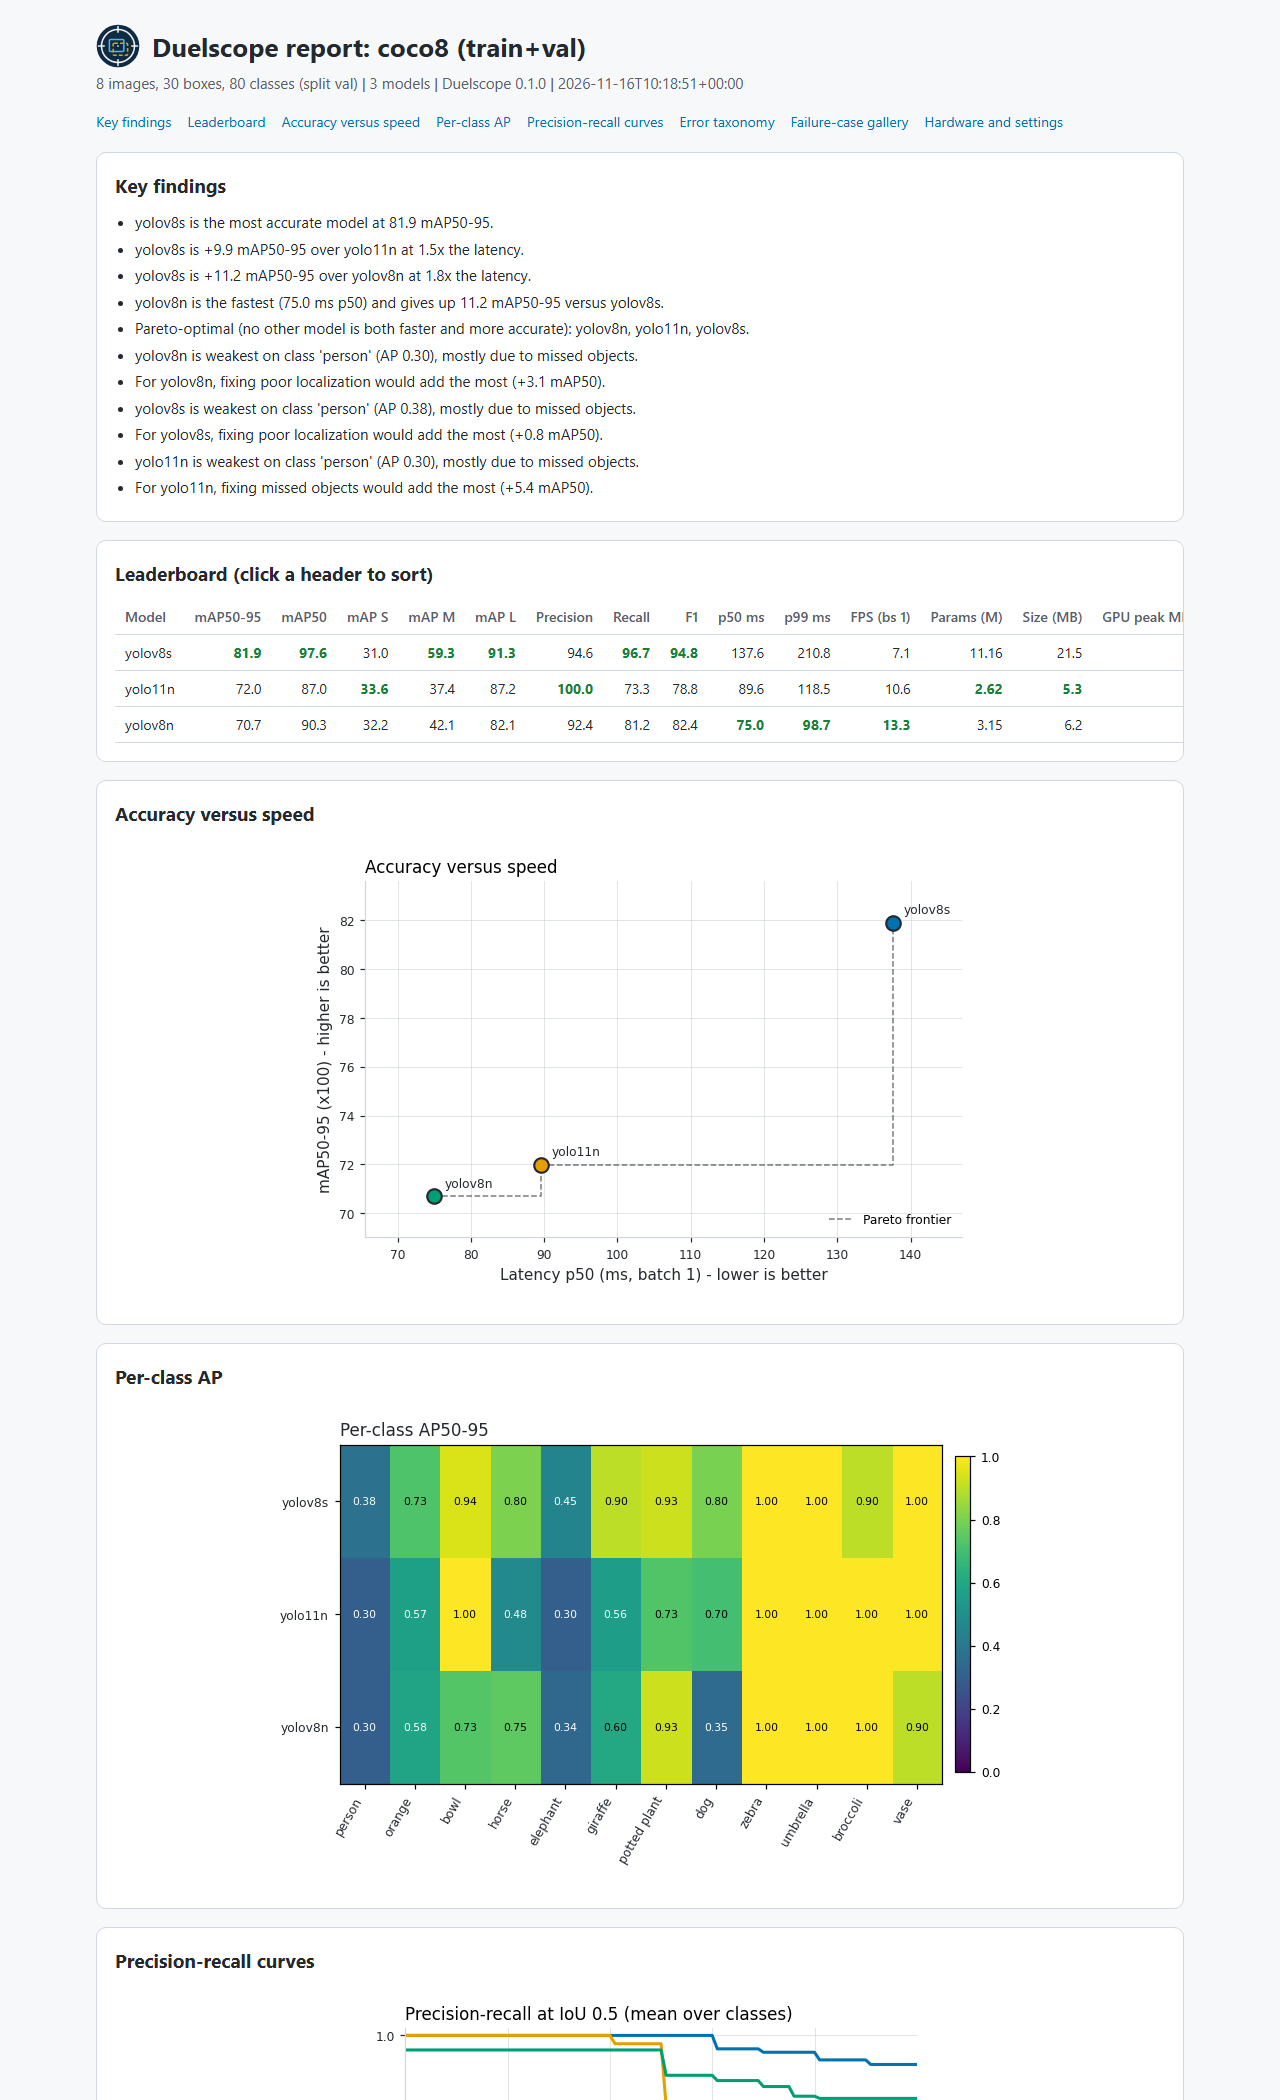 Duelscope report: coco8 (train+val)
8 images, 30 boxes, 80 classes (split val) | 3 models | Duelscope 0.1.0 | 2026-11-16T10:18:51+00:00
Key findings Leaderboard Accuracy versus speed Per-class AP Precision-recall curves Error taxonomy Failure-case gallery Hardware and settings
Key findings
• yolov8s is the most accurate model at 81.9 mAP50-95.
• yolov8s is +9.9 mAP50-95 over yolo11n at 1.5x the latency.
• yolov8s is +11.2 mAP50-95 over yolov8n at 1.8x the latency.
• yolov8n is the fastest (75.0 ms p50) and gives up 11.2 mAP50-95 versus yolov8s.
• Pareto-optimal (no other model is both faster and more accurate): yolov8n, yolo11n, yolov8s.
• yolov8n is weakest on class 'person' (AP 0.30), mostly due to missed objects.
• For yolov8n, fixing poor localization would add the most (+3.1 mAP50).
• yolov8s is weakest on class 'person' (AP 0.38), mostly due to missed objects.
• For yolov8s, fixing poor localization would add the most (+0.8 mAP50).
• yolo11n is weakest on class 'person' (AP 0.30), mostly due to missed objects.
• For yolo11n, fixing missed objects would add the most (+5.4 mAP50).
Leaderboard (click a header to sort)
Model mAP50-95 mAP50 mAP S mAP M mAP L Precision Recall F1 p50 ms p99 ms FPS (bs 1) Params (M) Size (MB) GPU peak
yolov8s 81.9 97.6 31.0 59.3 91.3 94.6 96.7 94.8 137.6 210.8 7.1 11.16 21.5
yolo11n 72.0 87.0 33.6 37.4 87.2 100.0 73.3 78.8 89.6 118.5 10.6 2.62 5.3
yolov8n 70.7 90.3 32.2 42.1 82.1 92.4 81.2 82.4 75.0 98.7 13.3 3.15 6.2
Accuracy versus speed
Accuracy versus speed
mAP50-95 (x100) - higher is better
82
80
78
76
74
72
70
yolov8s
yolo11n
yolov8n
Pareto frontier
70 80 90 100 110 120 130 140
Latency p50 (ms, batch 1) - lower is better
Per-class AP
Per-class AP50-95
yolov8s 0.38 0.73 0.94 0.80 0.45 0.90 0.93 0.80 1.00 1.00 0.90 1.00
yolo11n 0.30 0.57 1.00 0.48 0.30 0.56 0.73 0.70 1.00 1.00 1.00 1.00
yolov8n 0.30 0.58 0.73 0.75 0.34 0.60 0.93 0.35 1.00 1.00 1.00 0.90
person orange bowl horse elephant giraffe potted plant dog zebra umbrella broccoli vase
1.0
0.8
0.6
0.4
0.2
0.0
Precision-recall curves
Precision-recall at IoU 0.5 (mean over classes)
1.0